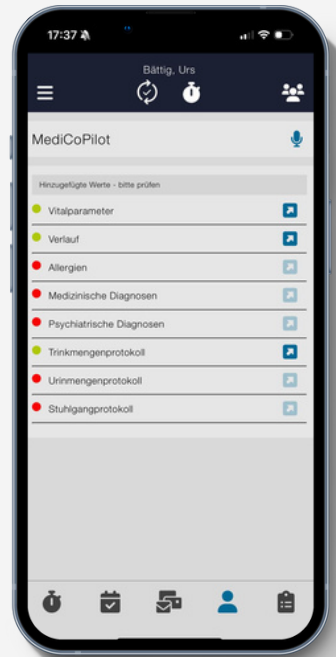 17:37
Bättig, Urs
MediCoPilot
Hinzugefügte Werte - bitte prüfen
Vitalparameter
Verlauf
Allergien
Medizinische Diagnosen
Psychiatrische Diagnosen
Trinkmengenprotokoll
Urinmengenprotokoll
Stuhlgangprotokoll